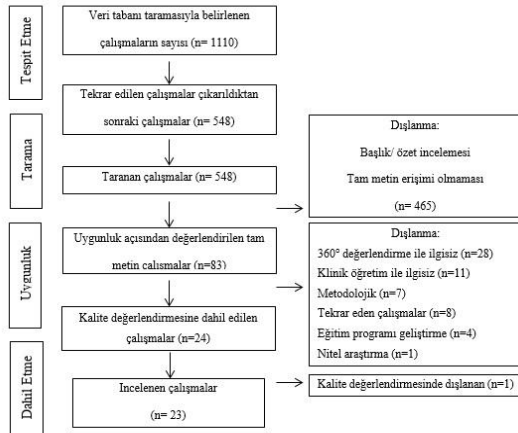 Tespit Etme
Veri tabanı taramasıyla belirlenen
çalışmaların sayısı (n= 1110)
Tekrar edilen çalışmalar çıkarıldıktan
sonraki çalışmalar (n= 548)
Tarama
Taranan çalışmalar (n= 548)
Dışlanma:
Başlık/ özet incelemesi
Tam metin erişimi olmaması
(n= 465)
Uygunluk
Uygunluk açısından değerlendirilen tam
metin calısmalar (n=83)
Dışlanma:
360° değerlendirme ile ilgisiz (n=28)
Klinik öğretim ile ilgisiz (n=11)
Metodolojik (n=7)
Tekrar eden çalışmalar (n=8)
Eğitim programı geliştirme (n=4)
Nitel araştırma (n=1)
Kalite değerlendirmesine dahil edilen
çalışmalar (n=24)
Dahil Etme
İncelenen çalışmalar
(n= 23)
Kalite değerlendirmesinde dışlanan (n=1)